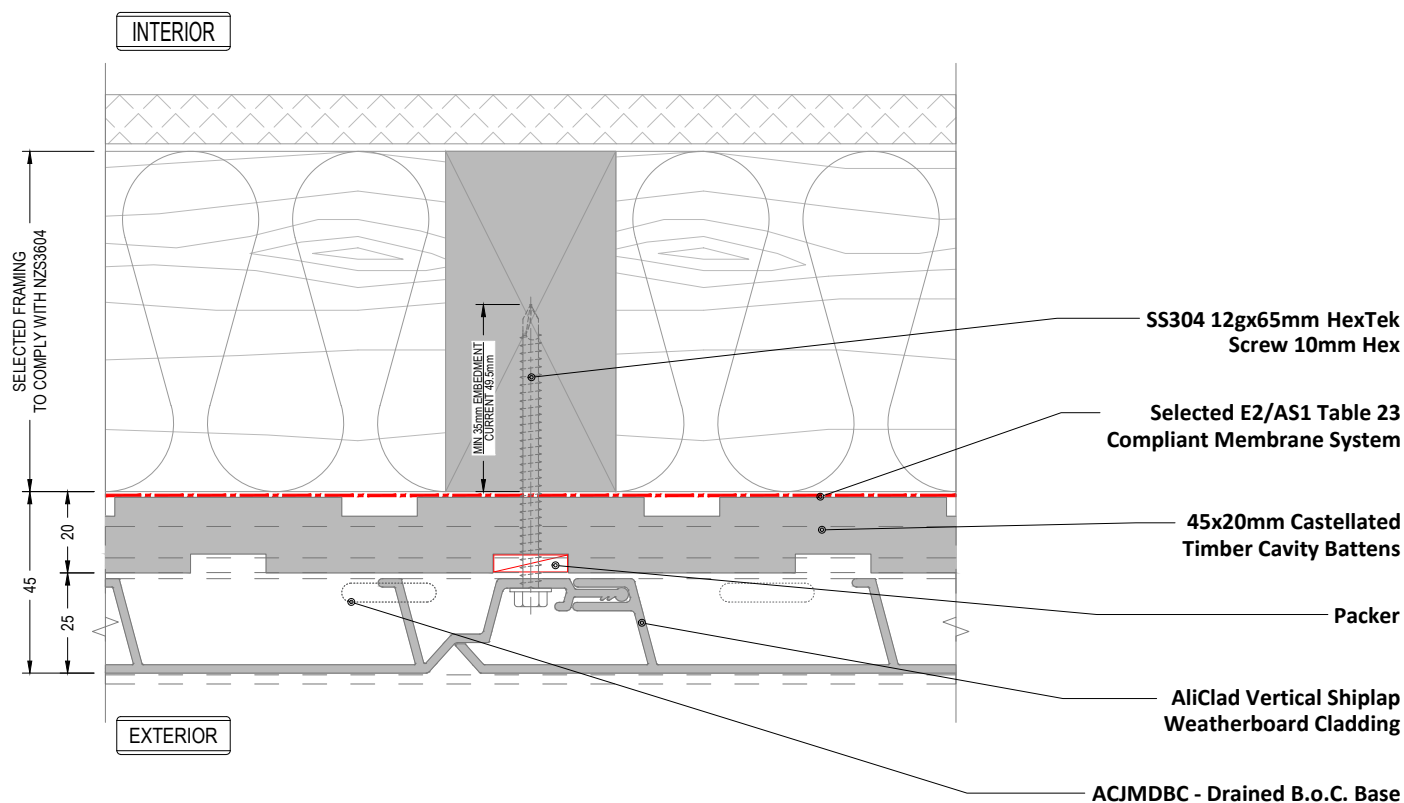 INTERIOR
SELECTED FRAMING
TO COMPLY WITH NZS3604
MIN 35mm EMBEDMENT
CURRENT 49.5mm
SS304 12gx65mm HexTek
Screw 10mm Hex
Selected E2/AS1 Table 23
Compliant Membrane System
45x20mm Castellated
Timber Cavity Battens
Packer
AliClad Vertical Shiplap
Weatherboard Cladding
ACJMDBC - Drained B.o.C. Base
45
20
25
EXTERIOR